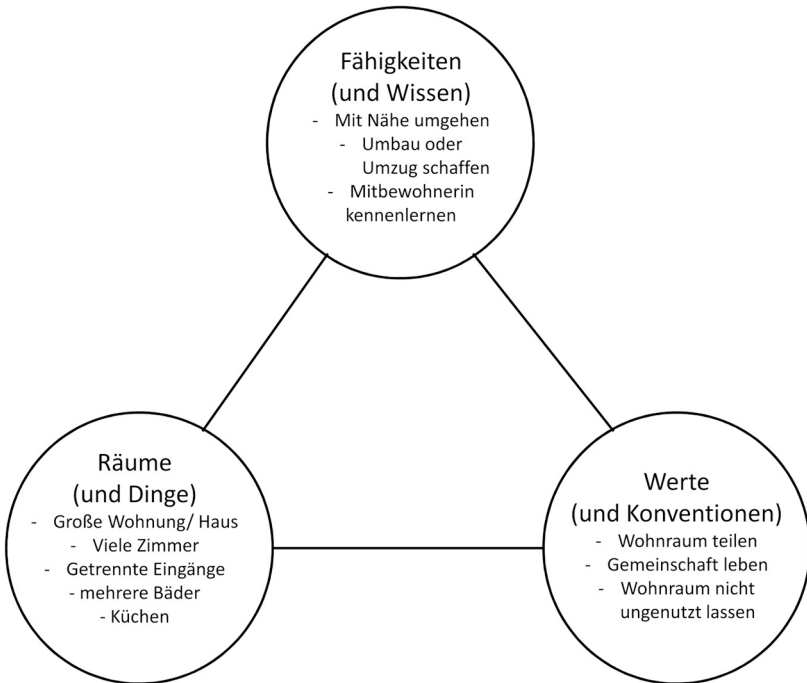 Fähigkeiten
(und Wissen)
- Mit Nähe umgehen
- Umbau oder
Umzug schaffen
- Mitbewohnerin
kennenlernen
Räume
(und Dinge)
- Große Wohnung/ Haus
- Viele Zimmer
- Getrennte Eingänge
- mehrere Bäder
- Küchen
Werte
(und Konventionen)
- Wohnraum teilen
- Gemeinschaft leben
- Wohnraum nicht
ungenutzt lassen